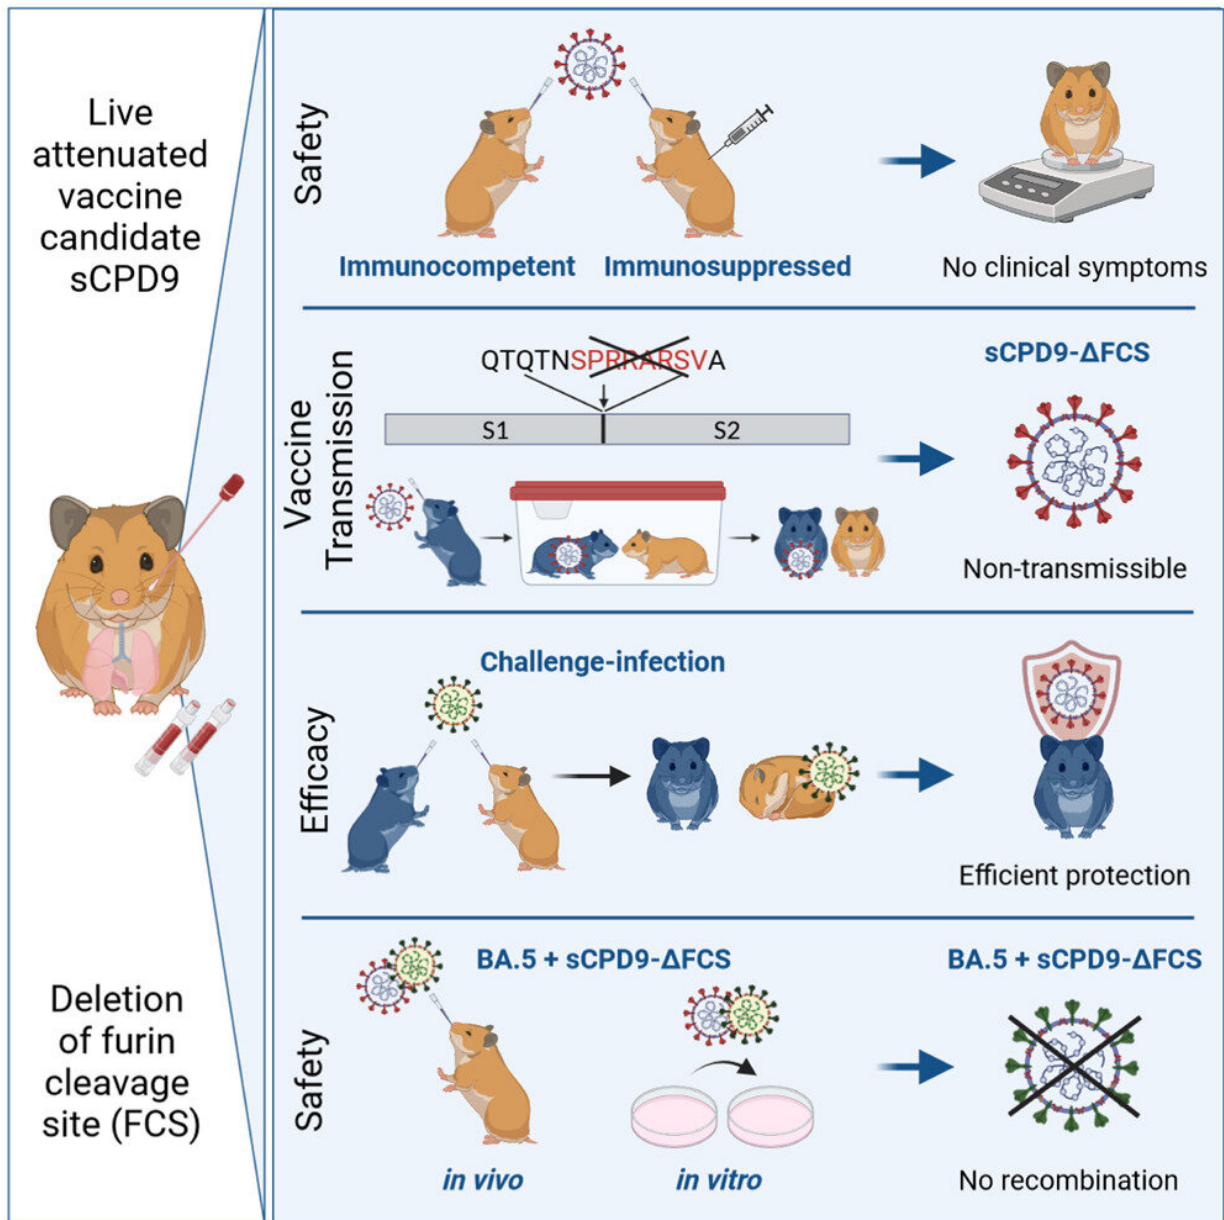 Live
attenuated
vaccine
candidate
sCPD9
Deletion
of furin
cleavage
site (FCS)
Safety
Immunocompetent
Immunosuppressed
No clinical symptoms
Vaccine
Transmission
QTQTNSPRRARSVA
S1
S2
sCPD9-ΔFCS
Non-transmissible
Efficacy
Challenge-infection
Efficient protection
Safety
BA.5 + sCPD9-ΔFCS
in vivo
in vitro
BA.5 + sCPD9-ΔFCS
No recombination